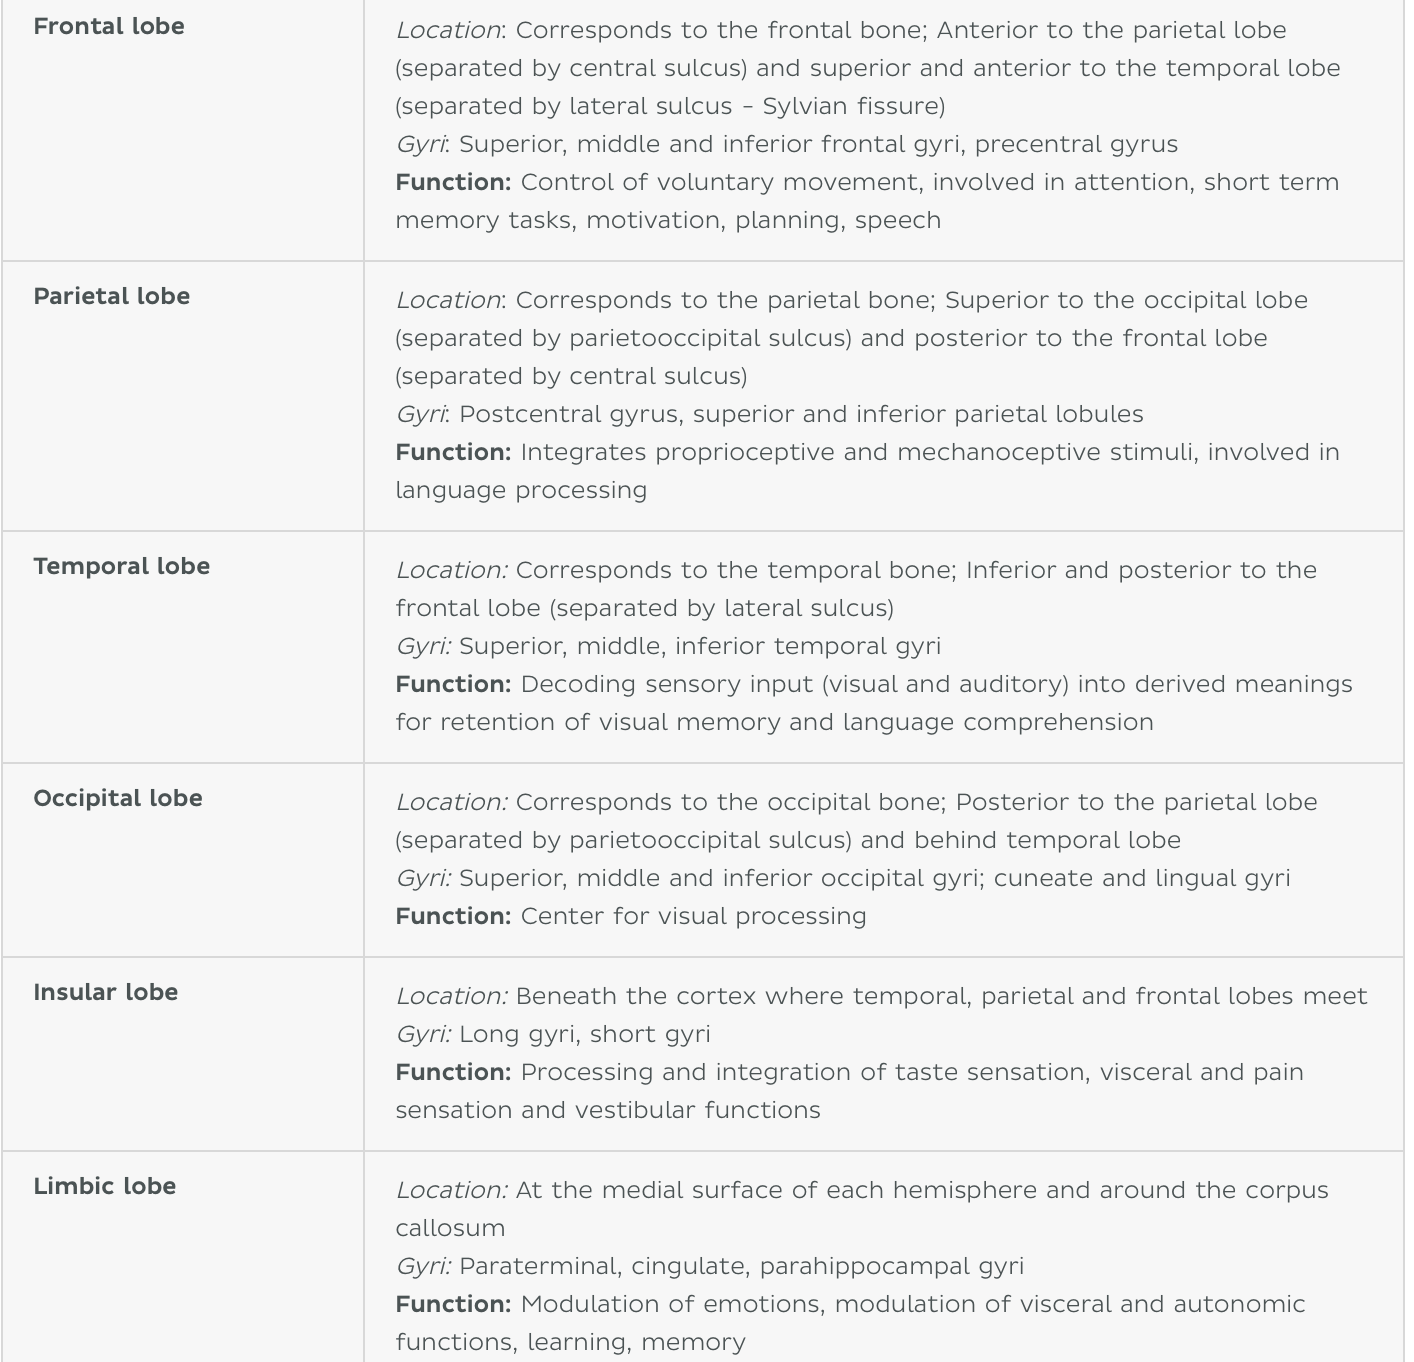 Frontal lobe
Location: Corresponds to the frontal bone; Anterior to the parietal lobe
(separated by central sulcus) and superior and anterior to the temporal lobe
(separated by lateral sulcus - Sylvian fissure)
Gyri: Superior, middle and inferior frontal gyri, precentral gyrus
Function: Control of voluntary movement, involved in attention, short term
memory tasks, motivation, planning, speech
Parietal lobe
Location: Corresponds to the parietal bone; Superior to the occipital lobe
(separated by parietooccipital sulcus) and posterior to the frontal lobe
(separated by central sulcus)
Gyri: Postcentral gyrus, superior and inferior parietal lobules
Function: Integrates proprioceptive and mechanoceptive stimuli, involved in
language processing
Temporal lobe
Location: Corresponds to the temporal bone; Inferior and posterior to the
frontal lobe (separated by lateral sulcus)
Gyri: Superior, middle, inferior temporal gyri
Function: Decoding sensory input (visual and auditory) into derived meanings
for retention of visual memory and language comprehension
Occipital lobe
Location: Corresponds to the occipital bone; Posterior to the parietal lobe
(separated by parietooccipital sulcus) and behind temporal lobe
Gyri: Superior, middle and inferior occipital gyri; cuneate and lingual gyri
Function: Center for visual processing
Insular lobe
Location: Beneath the cortex where temporal, parietal and frontal lobes meet
Gyri: Long gyri, short gyri
Function: Processing and integration of taste sensation, visceral and pain
sensation and vestibular functions
Limbic lobe
Location: At the medial surface of each hemisphere and around the corpus
callosum
Gyri: Paraterminal, cingulate, parahippocampal gyri
Function: Modulation of emotions, modulation of visceral and autonomic
functions, learning, memory